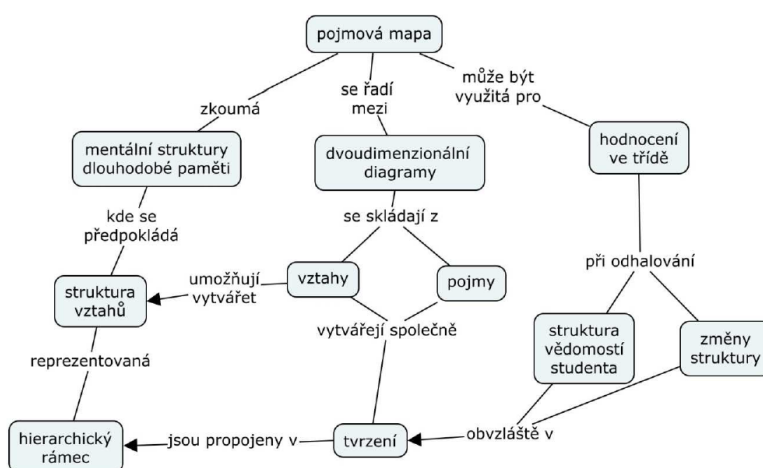 pojmová mapa
zkoumá
se řadí
mezi
může být
využitá pro
mentální struktury
dlouhodobé paměti
dvoudimenzionální
diagramy
hodnocení
ve třídě
kde se
předpokládá
se skládají z
při odhalování
struktura
vztahů
umožňují
vytvářet
vztahy
pojmy
reprezentovaná
vytvářejí společně
struktura
vědomostí
studenta
změny
struktury
hierarchický
rámec
jsou propojeny v
tvrzení
obvzláště v